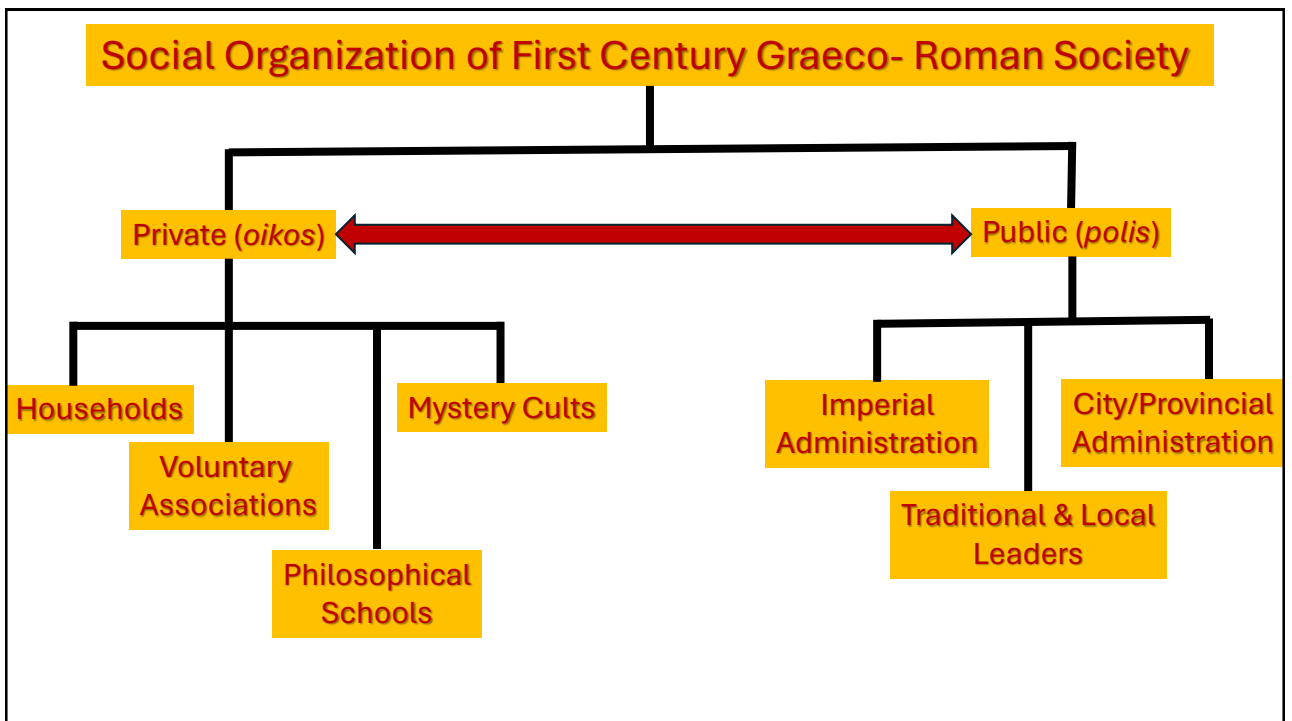 Social Organization of First Century Graeco- Roman Society
Private (oikos)
Public (polis)
Households
Voluntary
Associations
Philosophical
Schools
Mystery Cults
Imperial
Administration
Traditional & Local
Leaders
City/Provincial
Administration